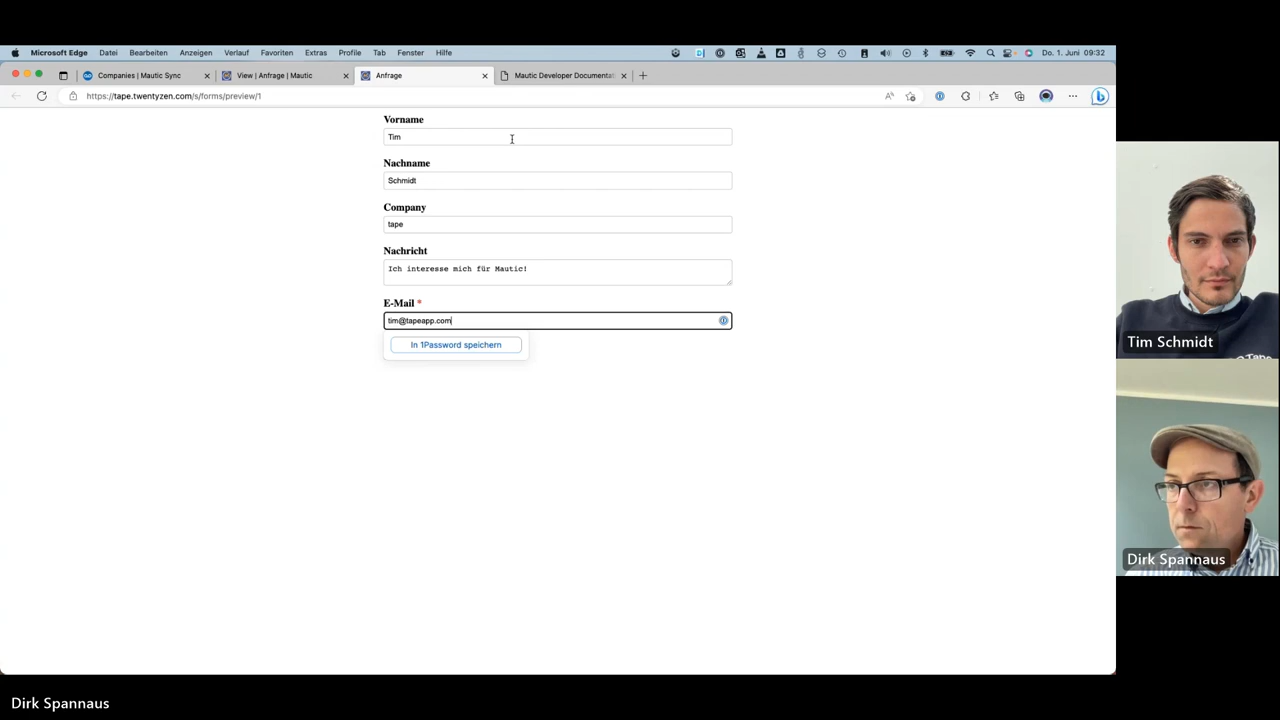 Microsoft Edge Datei Bearbeiten Anzeigen Verlauf Favoriten Extras Profile Tab Fenster Hilfe Do. 1. Juni 09:32
Companies | Mautic Sync View | Anfrage | Mautic Anfrage Mautic Developer Documentat
https://tape.twentyzen.com/s/forms/preview/1
Vorname
Tim
Nachname
Schmidt
Company
tape
Nachricht
Ich interesse mich für Mautic!
E-Mail *
tim@tapeapp.com
In 1Password speichern
Tim Schmidt
Dirk Spannaus
Dirk Spannaus